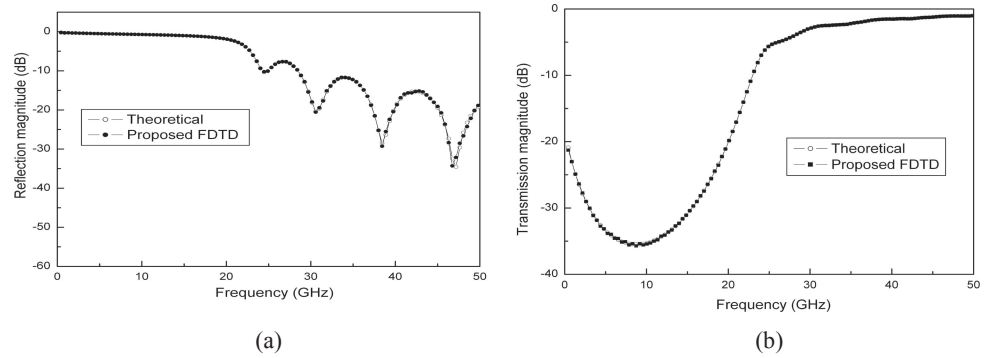 0
-10
-20
-30
-40
-50
-60
Reflection magnitude (dB)
Theoretical
Proposed FDTD
0 10 20 30 40 50
Frequency (GHz)
(a)
0
-10
-20
-30
-40
Transmission magnitude (dB)
Theoretical
Proposed FDTD
0 10 20 30 40 50
Frequency (GHz)
(b)